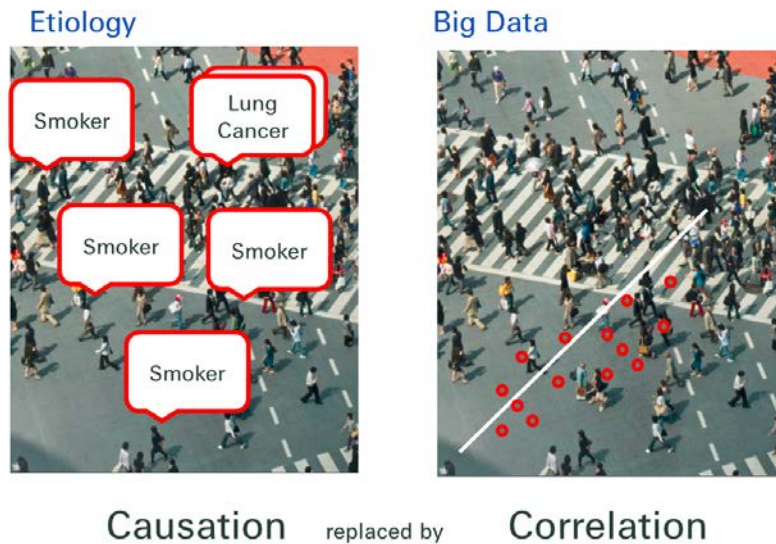 Etiology
Big Data
Smoker
Lung
Cancer
Smoker
Smoker
Smoker
Causation replaced by Correlation